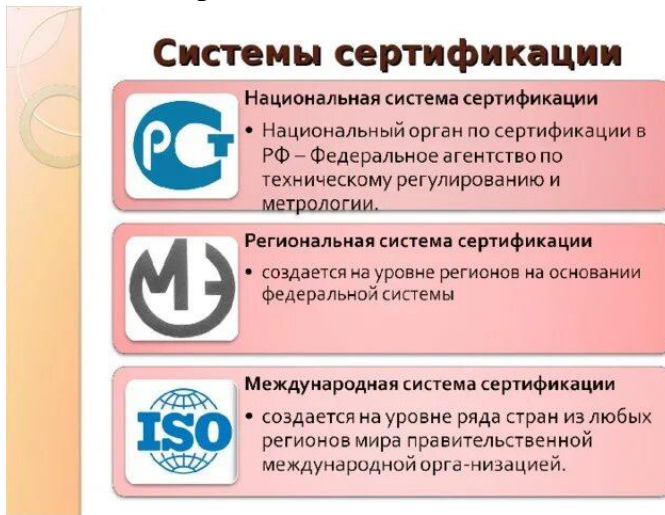 Системы сертификации
Национальная система сертификации
• Национальный орган по сертификации в
РФ – Федеральное агентство по
техническому регулированию и
метрологии.
Региональная система сертификации
• создается на уровне регионов на основании
федеральной системы
Международная система сертификации
ISO
• создается на уровне ряда стран из любых
регионов мира правительственной
международной орга-низацией.